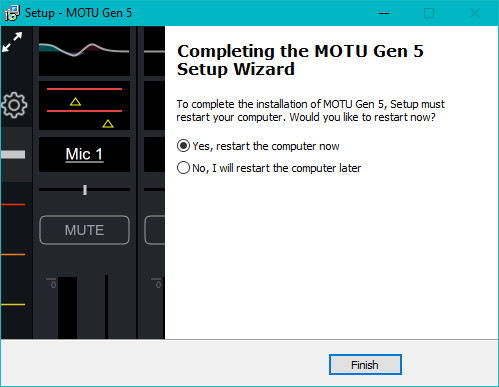 Setup - MOTU Gen 5
Completing the MOTU Gen 5
Setup Wizard
To complete the installation of MOTU Gen 5, Setup must
restart your computer. Would you like to restart now?
Yes, restart the computer now
No, I will restart the computer later
Mic 1
MUTE
0
0
Finish